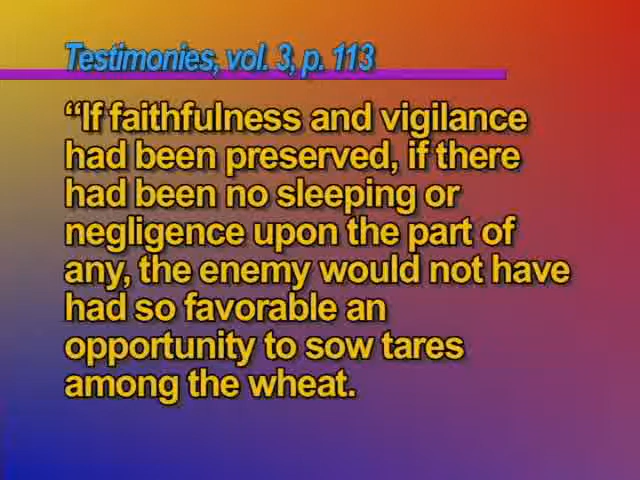 Testimonies, vol. 3, p. 113
“If faithfulness and vigilance
had been preserved, if there
had been no sleeping or
negligence upon the part of
any, the enemy would not have
had so favorable an
opportunity to sow tares
among the wheat.